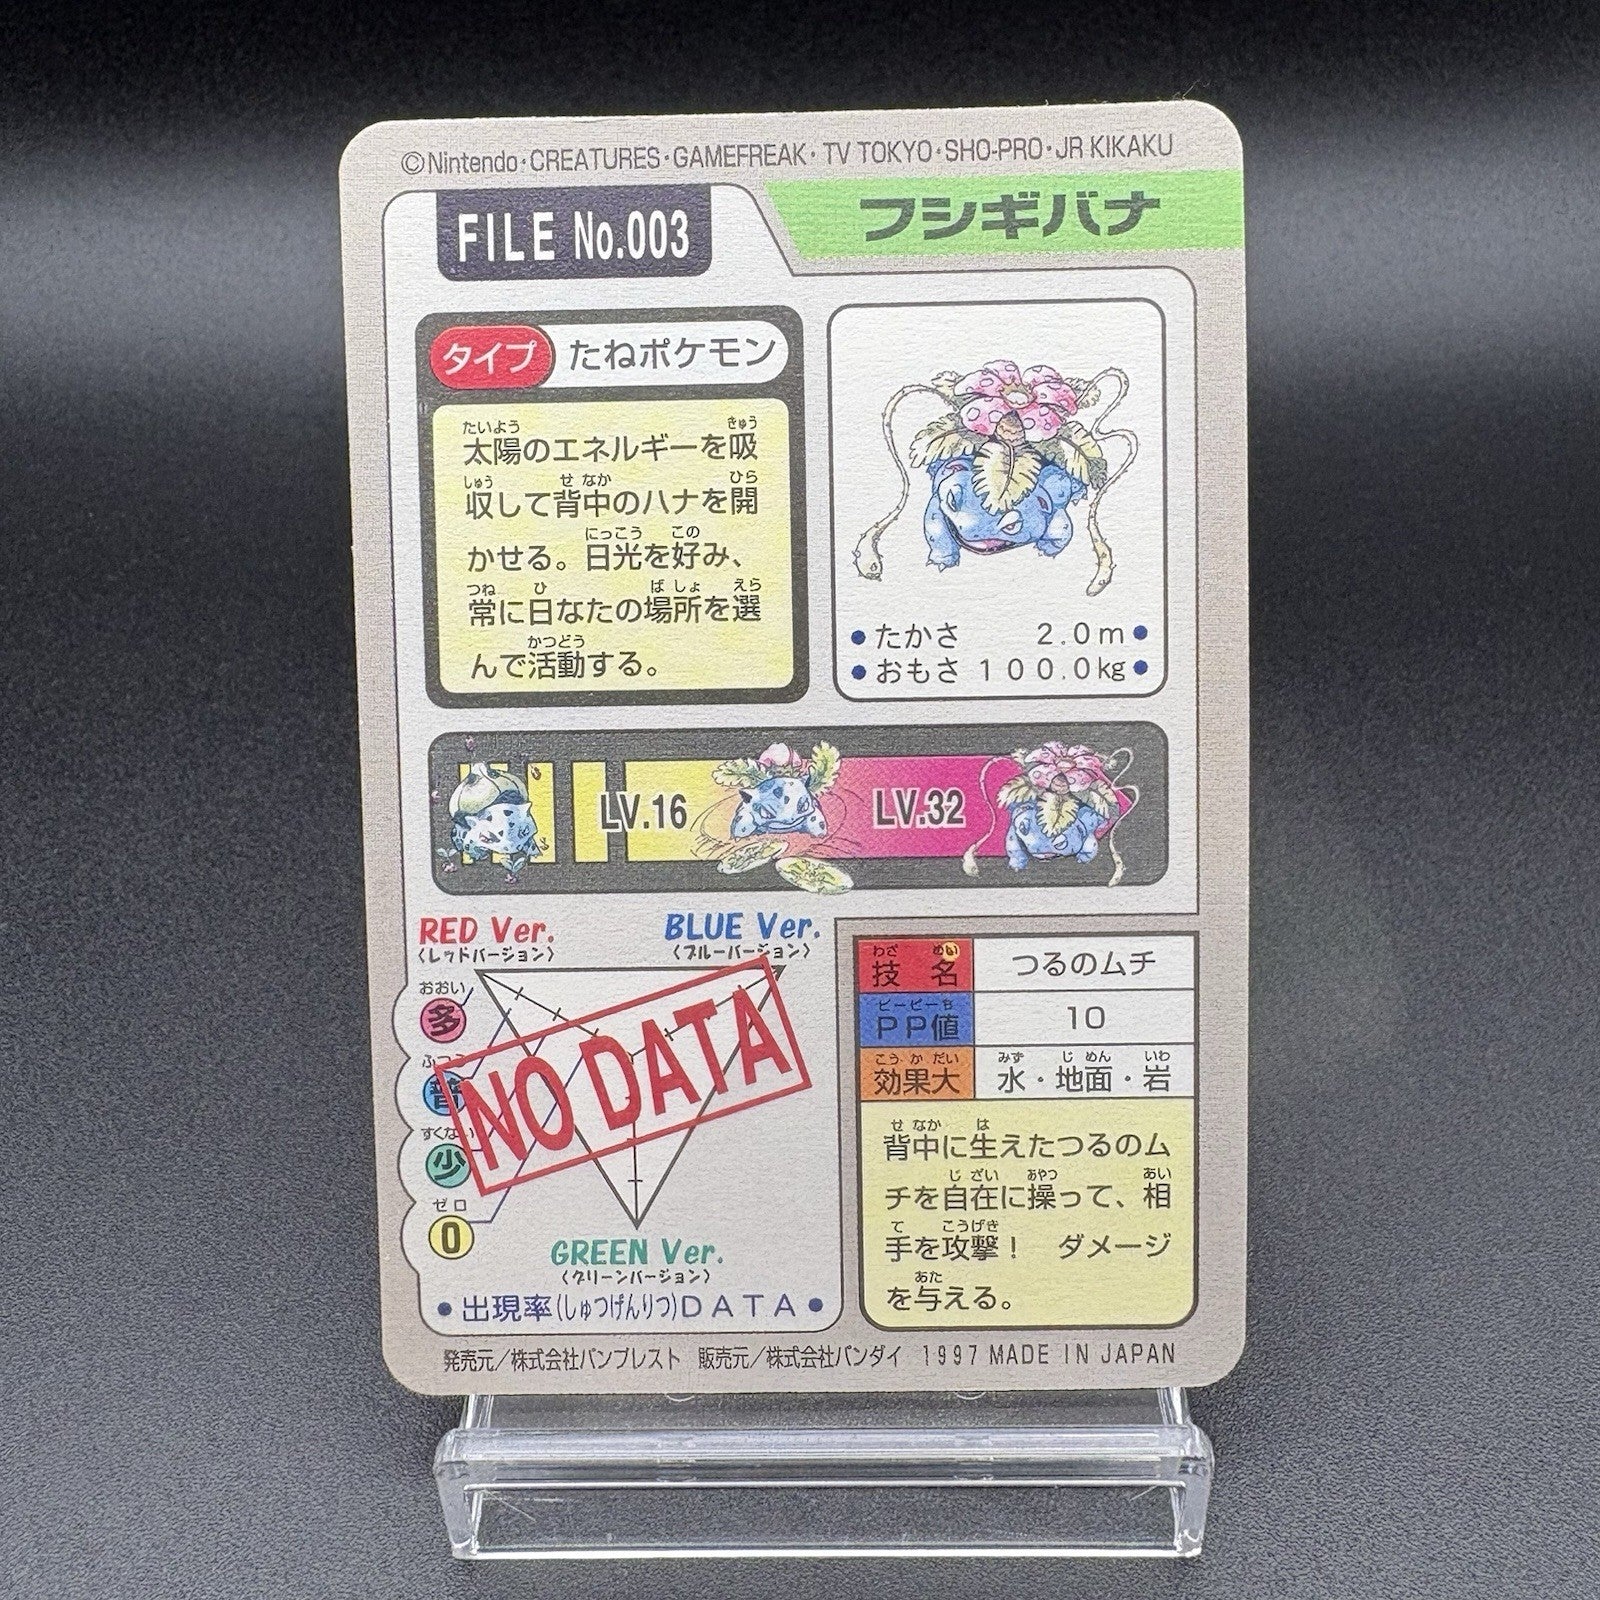 ©Nintendo・CREATURES・GAMEFREAK・TV TOKYO・SHO-PRO・JR KIKAKU
FILE No.003
フシギバナ
タイプ たねポケモン
たいよう きゅう
太陽のエネルギーを吸
しゅう せ なか ひら
収して背中のハナを開
にっこう この
かせる。日光を好み、
つね ひ ば しょ えら
常に日なたの場所を選
かつどう
んで活動する。
●たかさ 2.0m●
●おもさ 100.0kg●
LV.16
LV.32
RED Ver.
〈レッドバージョン〉
BLUE Ver.
〈ブルーバージョン〉
おおい
多
ふつう
普
すくない
少
ゼロ
0
NO DATA
GREEN Ver.
〈グリーンバージョン〉
●出現率(しゅつげんりつ)DATA●
わざ めい
技名 つるのムチ
ピーピーち
PP値 10
こう か だい みず じ めん いわ
効果大 水・地面・岩
せ なか は
背中に生えたつるのム
じ ざい あやつ あい
チを自在に操って、相
て こうげき
手を攻撃！ ダメージ
あた
を与える。
発売元／株式会社バンプレスト 販売元／株式会社バンダイ 1997 MADE IN JAPAN